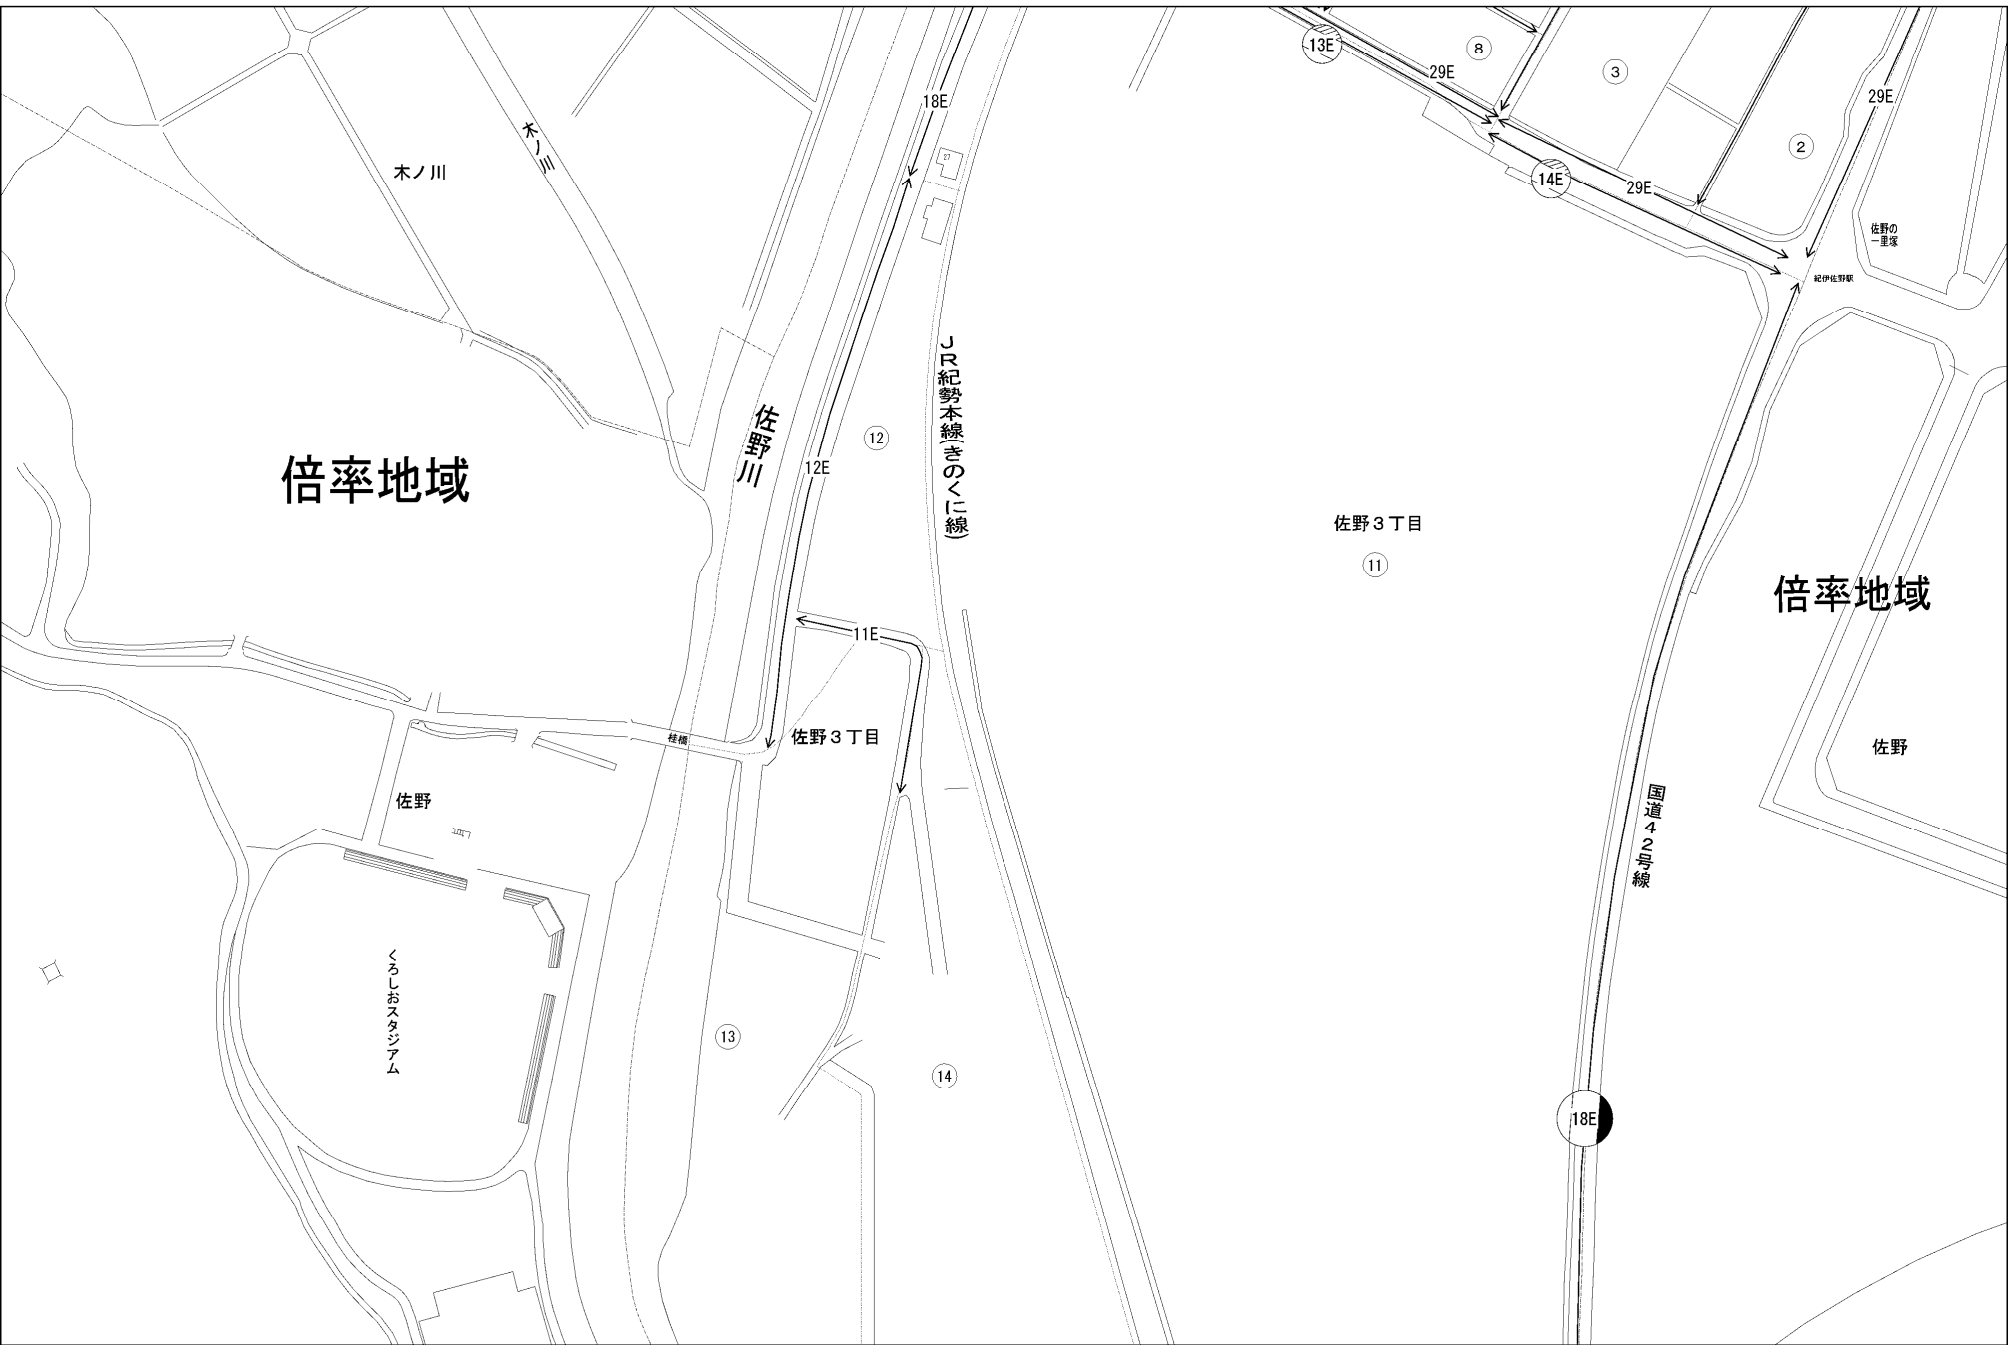 13E
29E
8
3
29E
18E
2
木ノ川
木ノ川
27
14E
29E
佐野の
一里塚
紀伊佐野駅
JR紀勢本線(きのくに線)
佐野川
12
12E
倍率地域
佐野3丁目
11
倍率地域
11E
佐野3丁目
桂橋
佐野
佐野
国道42号線
くろしおスタジアム
13
14
18E